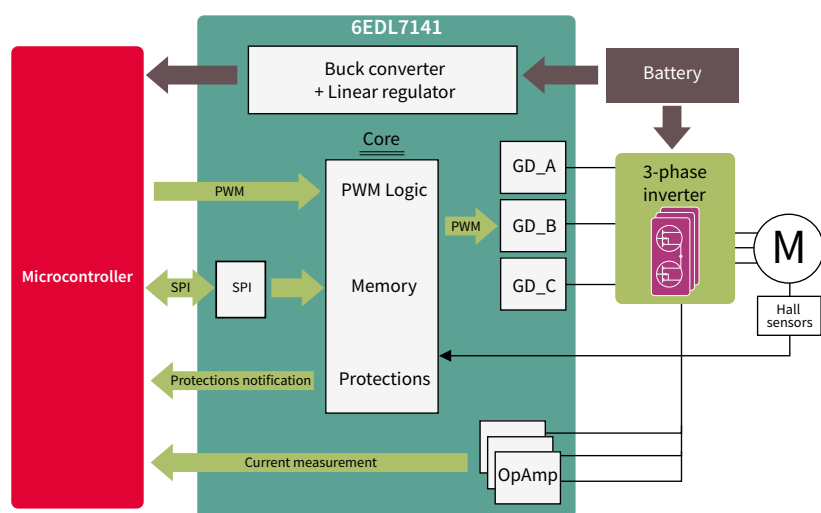 6EDL7141
Buck converter
+ Linear regulator
Battery
Core
PWM
PWM Logic
PWM
GD_A
GD_B
GD_C
3-phase
inverter
M
Microcontroller
SPI
SPI
Memory
Hall
sensors
Protections notification
Protections
Current measurement
OpAmp